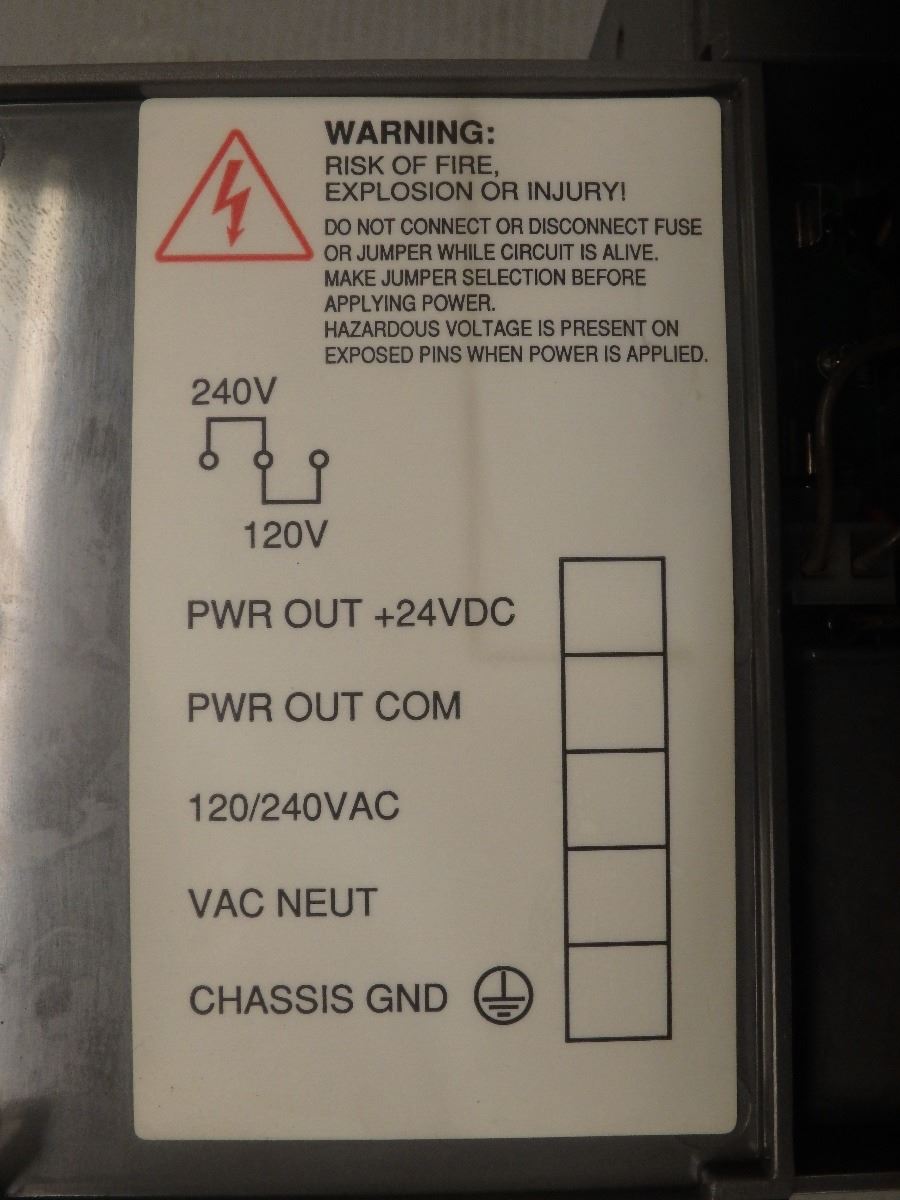 WARNING:
RISK OF FIRE,
EXPLOSION OR INJURY!
DO NOT CONNECT OR DISCONNECT FUSE
OR JUMPER WHILE CIRCUIT IS ALIVE.
MAKE JUMPER SELECTION BEFORE
APPLYING POWER.
HAZARDOUS VOLTAGE IS PRESENT ON
EXPOSED PINS WHEN POWER IS APPLIED.
240V
120V
PWR OUT +24VDC
PWR OUT COM
120/240VAC
VAC NEUT
CHASSIS GND